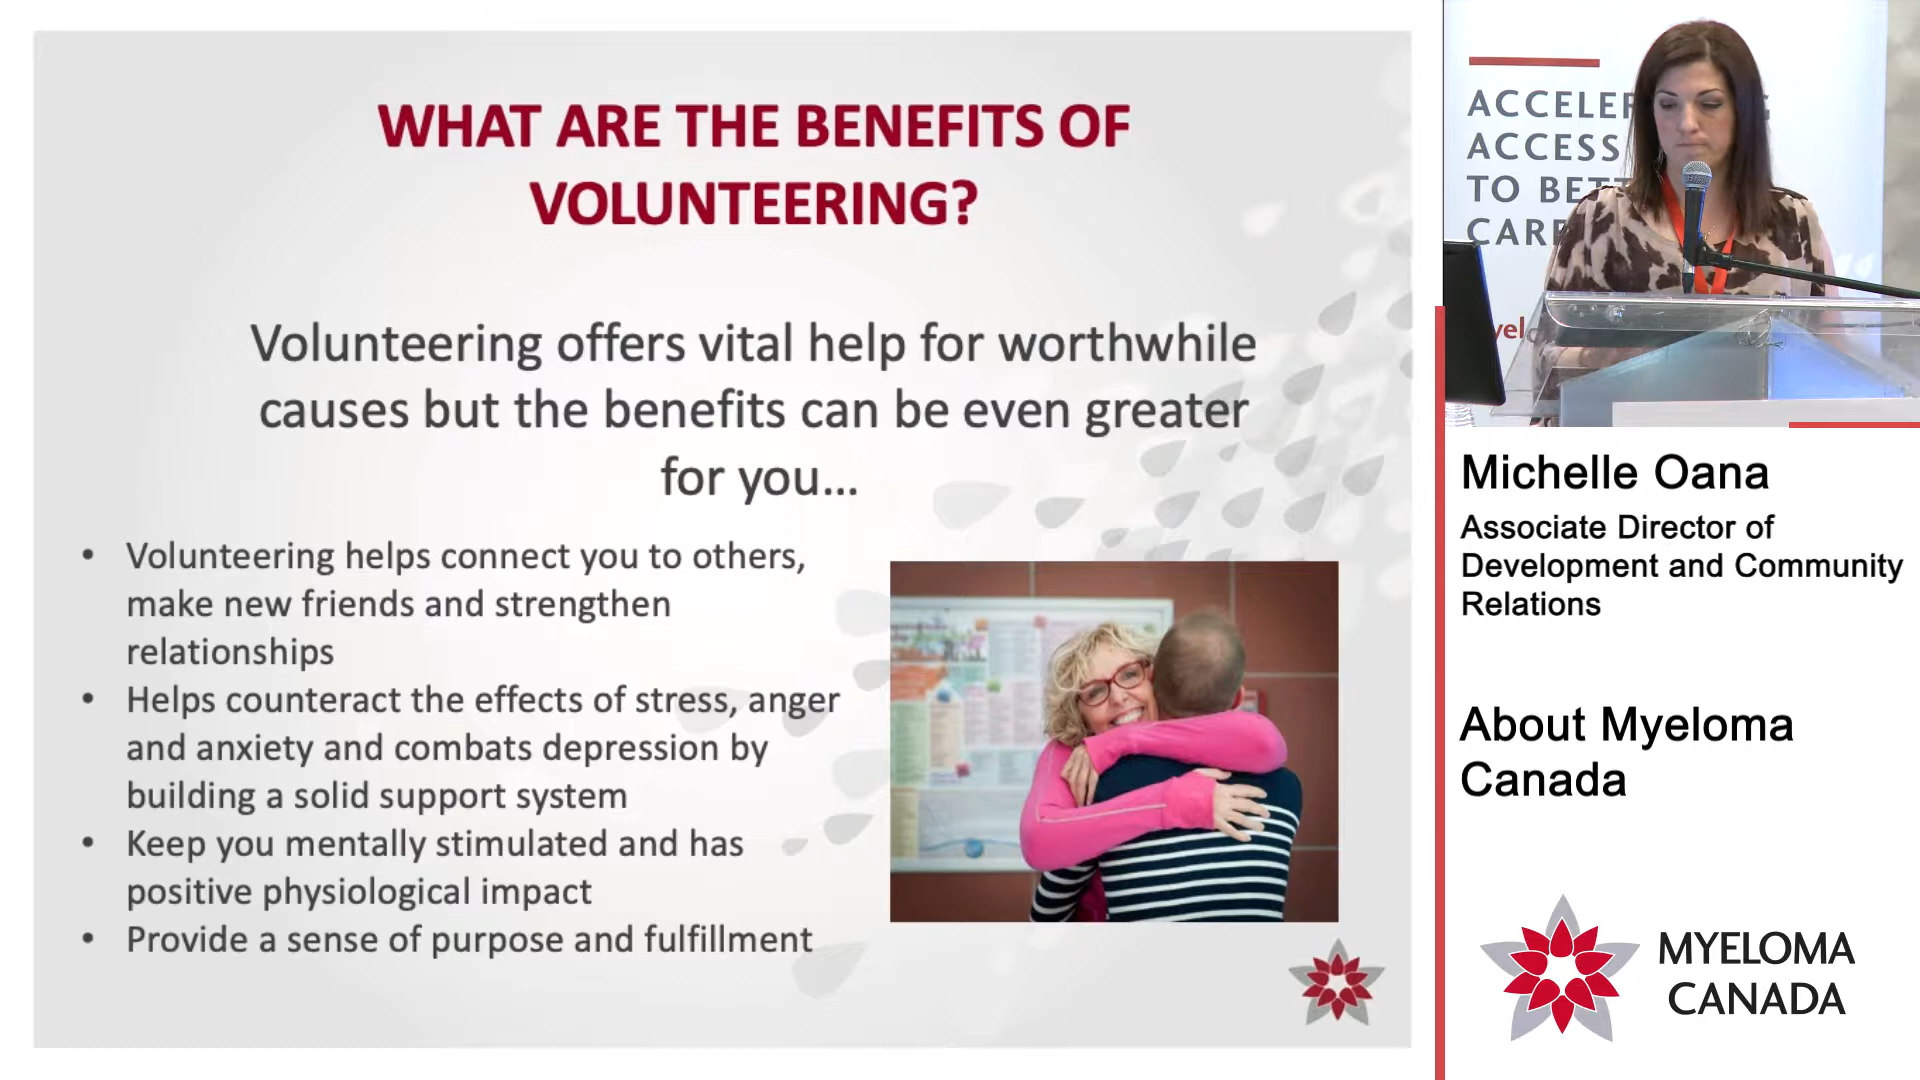 WHAT ARE THE BENEFITS OF
VOLUNTEERING?
Volunteering offers vital help for worthwhile
causes but the benefits can be even greater
for you...
• Volunteering helps connect you to others,
make new friends and strengthen
relationships
• Helps counteract the effects of stress, anger
and anxiety and combats depression by
building a solid support system
• Keep you mentally stimulated and has
positive physiological impact
• Provide a sense of purpose and fulfillment
ACCESS
TO
Michelle Oana
Associate Director of
Development and Community
Relations
About Myeloma
Canada
MYELOMA
CANADA